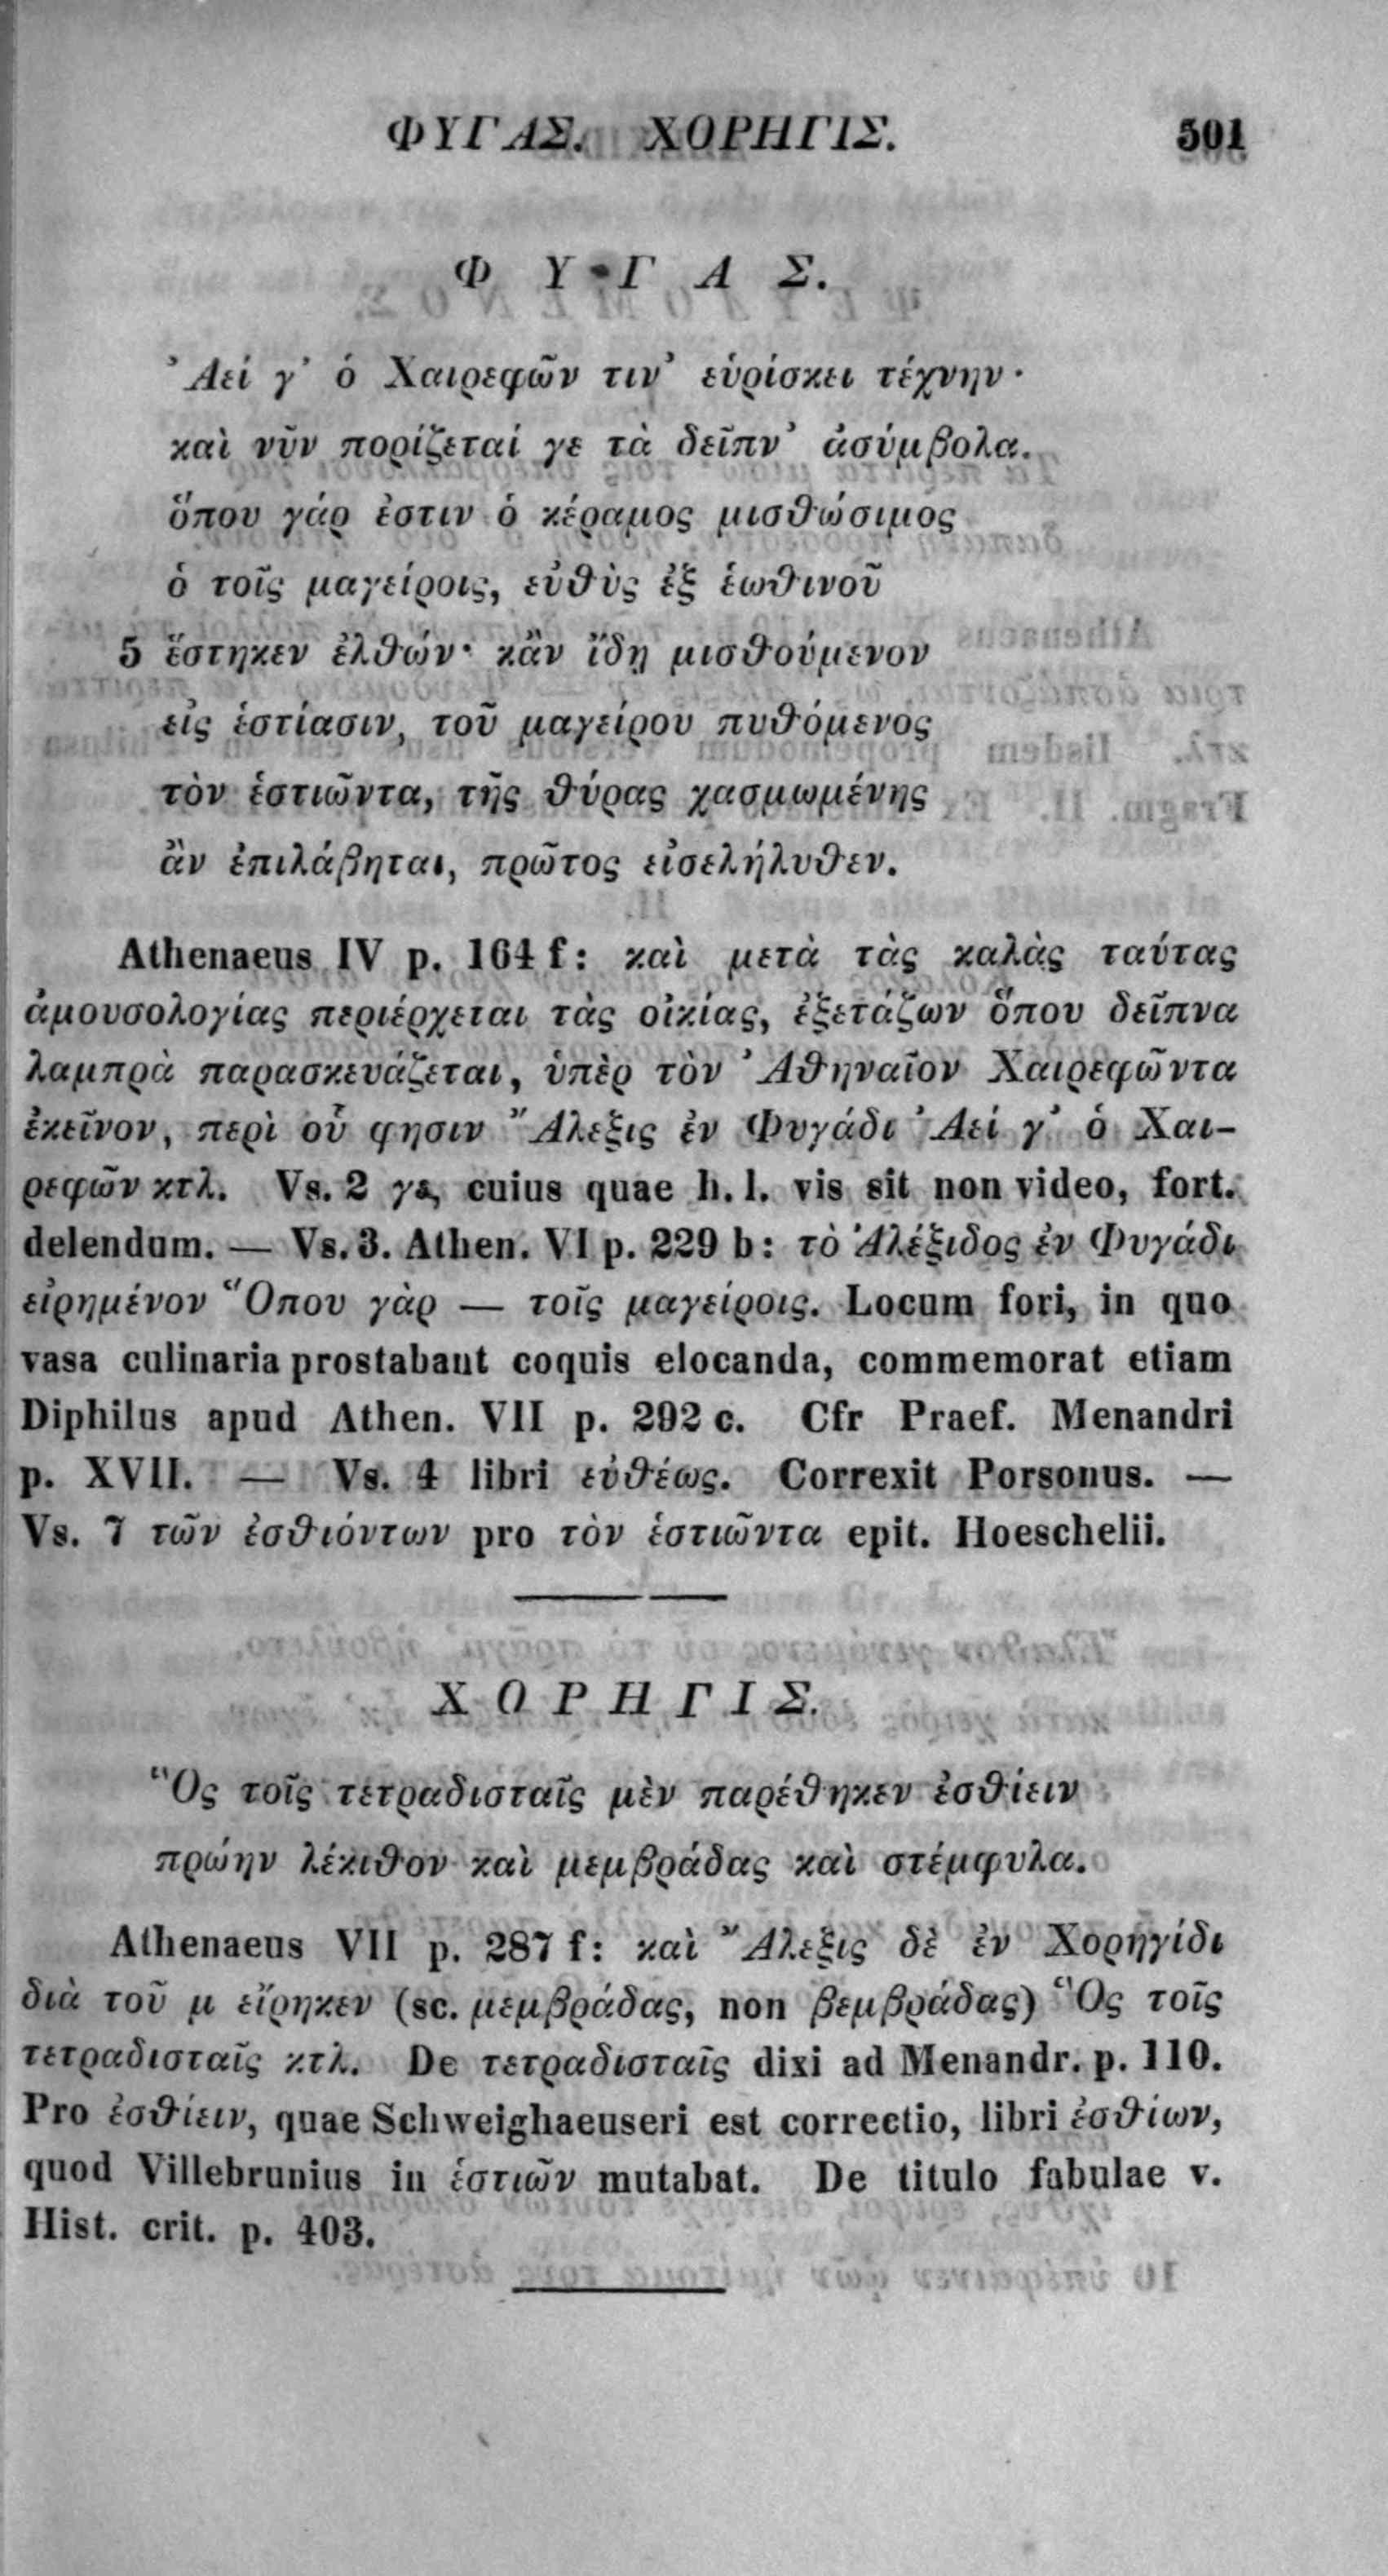 ΦΥΓΑΣ. ΧΟΡΗΓΙΣ. 501
ΦΥΓΑΣ.
Ἀεί γ' ὁ Χαιρεφῶν τιν' εὑρίσκει τέχνην·
καὶ νῦν πορίζεταί γε τὰ δεῖπν' ἀσύμβολα.
ὅπου γάρ ἐστιν ὁ κέραμος μισθώσιμος
ὁ τοῖς μαγείροις, εὐθὺς ἐξ ἑωθινοῦ
5 ἕστηκεν ἐλθών· κἂν ἴδῃ μισθούμενον
εἰς ἑστίασιν, τοῦ μαγείρου πυθόμενος
τὸν ἑστιῶντα, τῆς θύρας χασμωμένης
ἂν ἐπιλάβηται, πρῶτος εἰσελήλυθεν.
Athenaeus IV p. 164 f: καὶ μετὰ τὰς καλὰς ταύτας
ἀμουσολογίας περιέρχεται τὰς οἰκίας, ἐξετάζων ὅπου δεῖπνα
λαμπρὰ παρασκευάζεται, ὑπὲρ τὸν Ἀθηναῖον Χαιρεφῶντα
ἐκεῖνον, περὶ οὗ φησιν Ἄλεξις ἐν Φυγάδι Ἀεί γ' ὁ Χαι-
ρεφῶν κτλ. Vs. 2 γε, cuius quae h. l. vis sit non video, fort.
delendum. — Vs. 3. Athen. VI p. 229 b: τὸ Ἀλέξιδος ἐν Φυγάδι
εἰρημένον Ὅπου γὰρ — τοῖς μαγείροις. Locum fori, in quo
vasa culinaria prostabant coquis elocanda, commemorat etiam
Diphilus apud Athen. VII p. 292 c. Cfr Praef. Menandri
p. XVII. — Vs. 4 libri εὐθέως. Correxit Porsonus. —
Vs. 7 τῶν ἐσθιόντων pro τὸν ἑστιῶντα epit. Hoeschelii.
ΧΟΡΗΓΙΣ.
Ὃς τοῖς τετραδισταῖς μὲν παρέθηκεν ἐσθίειν
πρώην λέκιθον καὶ μεμβράδας καὶ στέμφυλα.
Athenaeus VII p. 287 f: καὶ Ἄλεξις δὲ ἐν Χορηγίδι
διὰ τοῦ μ εἴρηκεν (sc. μεμβράδας, non βεμβράδας) Ὃς τοῖς
τετραδισταῖς κτλ. De τετραδισταῖς dixi ad Menandr. p. 110.
Pro ἐσθίειν, quae Schweighaeuseri est correctio, libri ἐσθίων,
quod Villebrunius in ἑστιῶν mutabat. De titulo fabulae v.
Hist. crit. p. 403.